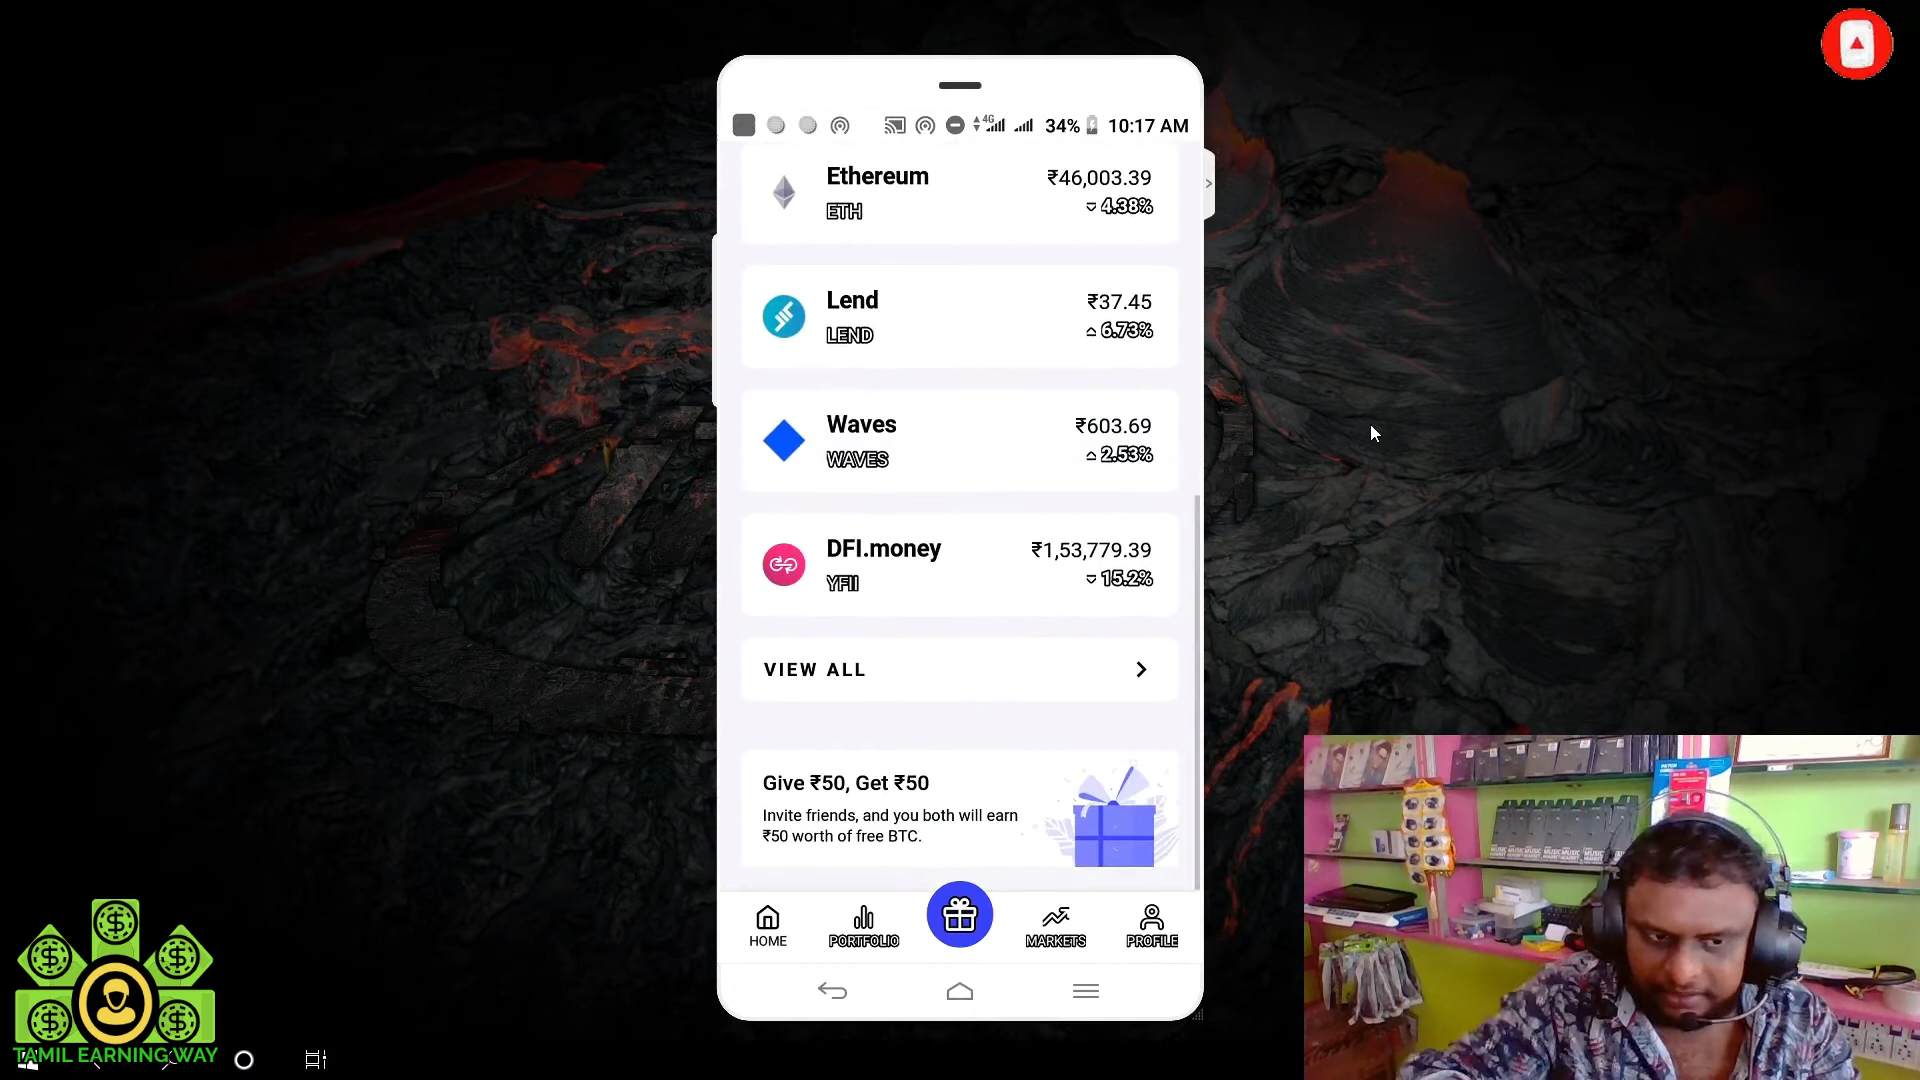 4G 34% 10:17 AM
Ethereum ₹46,003.39
ETH 4.38%
Lend ₹37.45
LEND 6.73%
Waves ₹603.69
WAVES 2.53%
DFI.money ₹1,53,779.39
YFII 15.2%
VIEW ALL
Give ₹50, Get ₹50
Invite friends, and you both will earn
₹50 worth of free BTC.
HOME PORTFOLIO MARKETS PROFILE
TAMIL EARNING WAY